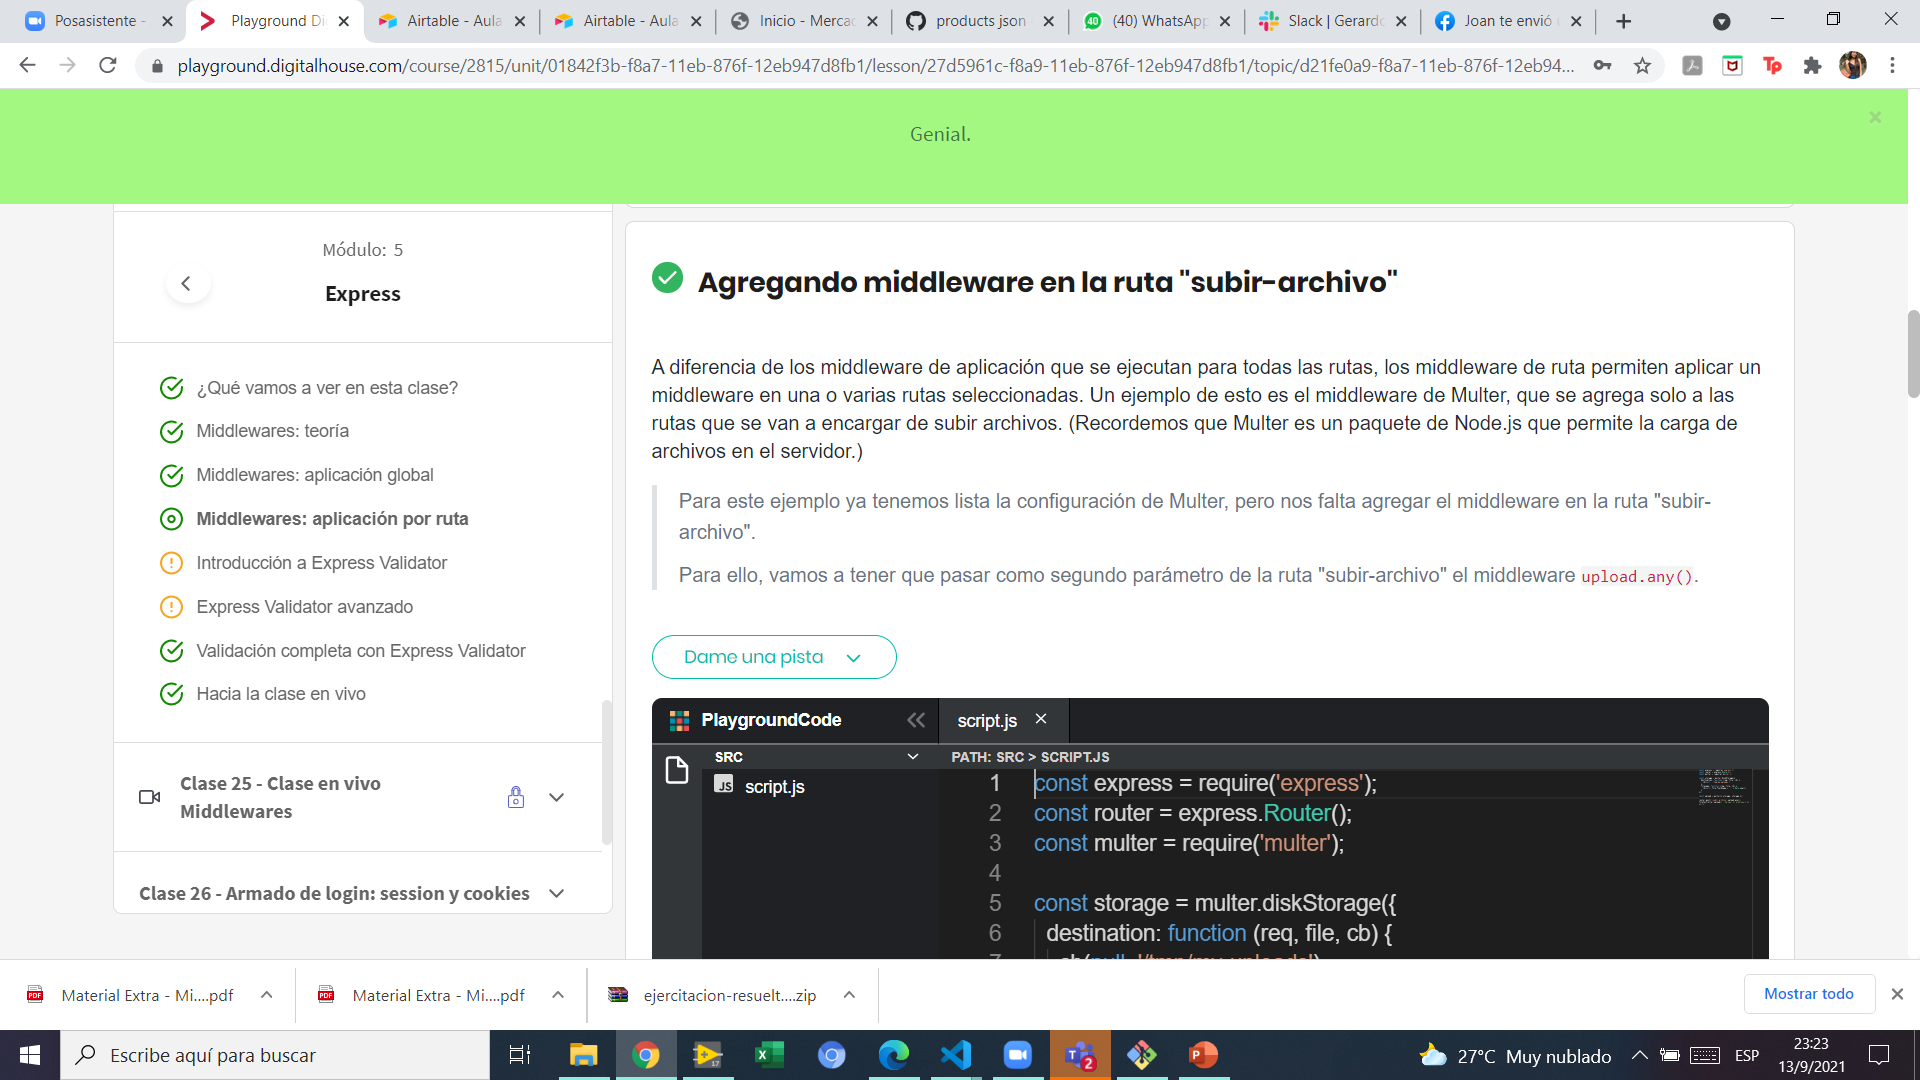 Posasistente -
Playground Di
Airtable - Aula
Airtable - Aula
Inicio - Merca
products json
(40) WhatsApp
Slack | Gerardo
Joan te envió
playground.digitalhouse.com/course/2815/unit/01842f3b-f8a7-11eb-876f-12eb947d8fb1/lesson/27d5961c-f8a9-11eb-876f-12eb947d8fb1/topic/d21fe0a9-f8a7-11eb-876f-12eb94...
Genial.
Módulo: 5
Express
¿Qué vamos a ver en esta clase?
Middlewares: teoría
Middlewares: aplicación global
Middlewares: aplicación por ruta
Introducción a Express Validator
Express Validator avanzado
Validación completa con Express Validator
Hacia la clase en vivo
Clase 25 - Clase en vivo
Middlewares
Clase 26 - Armado de login: session y cookies
Agregando middleware en la ruta "subir-archivo"
A diferencia de los middleware de aplicación que se ejecutan para todas las rutas, los middleware de ruta permiten aplicar un
middleware en una o varias rutas seleccionadas. Un ejemplo de esto es el middleware de Multer, que se agrega solo a las
rutas que se van a encargar de subir archivos. (Recordemos que Multer es un paquete de Node.js que permite la carga de
archivos en el servidor.)
Para este ejemplo ya tenemos lista la configuración de Multer, pero nos falta agregar el middleware en la ruta "subir-
archivo".
Para ello, vamos a tener que pasar como segundo parámetro de la ruta "subir-archivo" el middleware upload.any().
Dame una pista
PlaygroundCode
script.js
SRC
PATH: SRC > SCRIPT.JS
JS script.js
1 const express = require('express');
2 const router = express.Router();
3 const multer = require('multer');
4
5 const storage = multer.diskStorage({
6 destination: function (req, file, cb) {
7 cb(null, '/tmp/my-uploads')
Material Extra - Mi....pdf
Material Extra - Mi....pdf
ejercitacion-resuelt....zip
Mostrar todo
Escribe aquí para buscar
27°C Muy nublado
ESP
23:23
13/9/2021